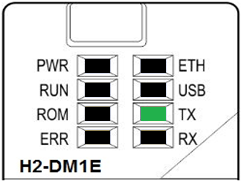 PWR ETH
RUN USB
ROM TX
ERR RX
H2-DM1E